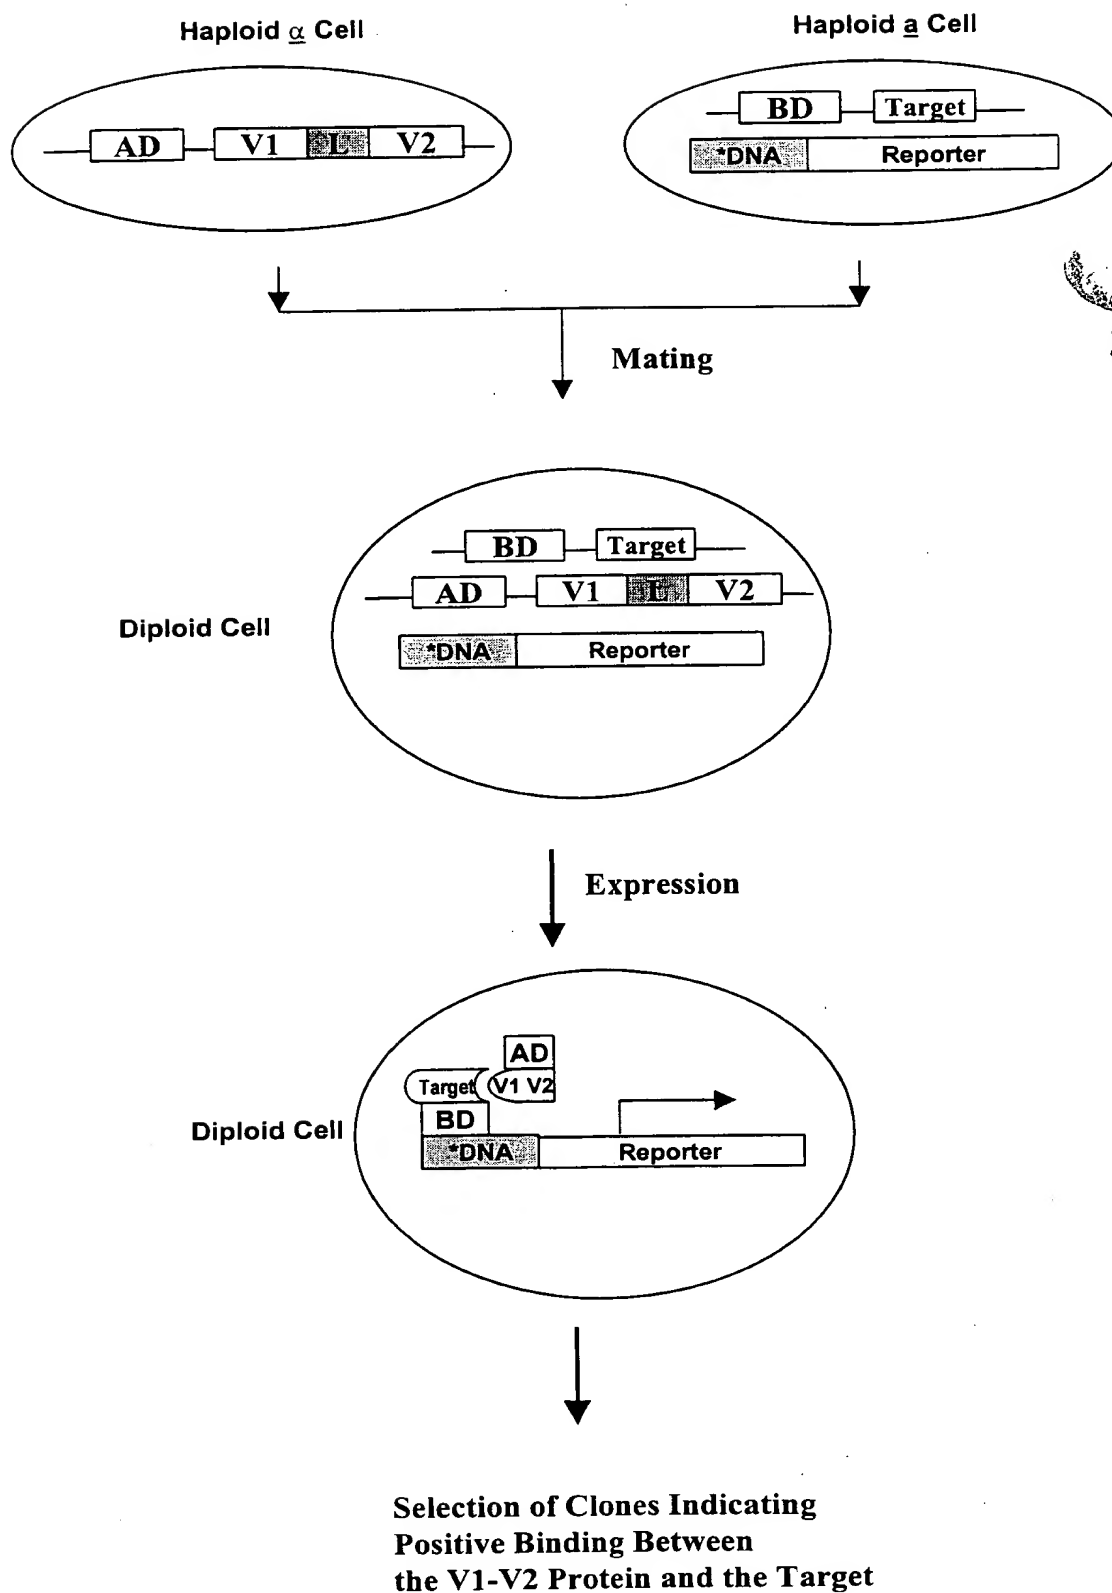 Haploid α Cell
Haploid a Cell
AD V1 L V2
BD Target
*DNA Reporter
Mating
Diploid Cell
BD Target
AD V1 L V2
*DNA Reporter
Expression
Diploid Cell
AD
Target V1 V2
BD
*DNA Reporter
Selection of Clones Indicating
Positive Binding Between
the V1-V2 Protein and the Target